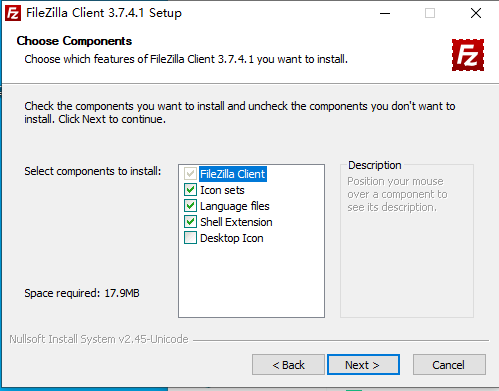 FileZilla Client 3.7.4.1 Setup
Choose Components
Choose which features of FileZilla Client 3.7.4.1 you want to install.
Fz
Check the components you want to install and uncheck the components you don't want to
install. Click Next to continue.
Select components to install:
FileZilla Client
Icon sets
Language files
Shell Extension
Desktop Icon
Description
Position your mouse
over a component to
see its description.
Space required: 17.9MB
Nullsoft Install System v2.45-Unicode
< Back
Next >
Cancel